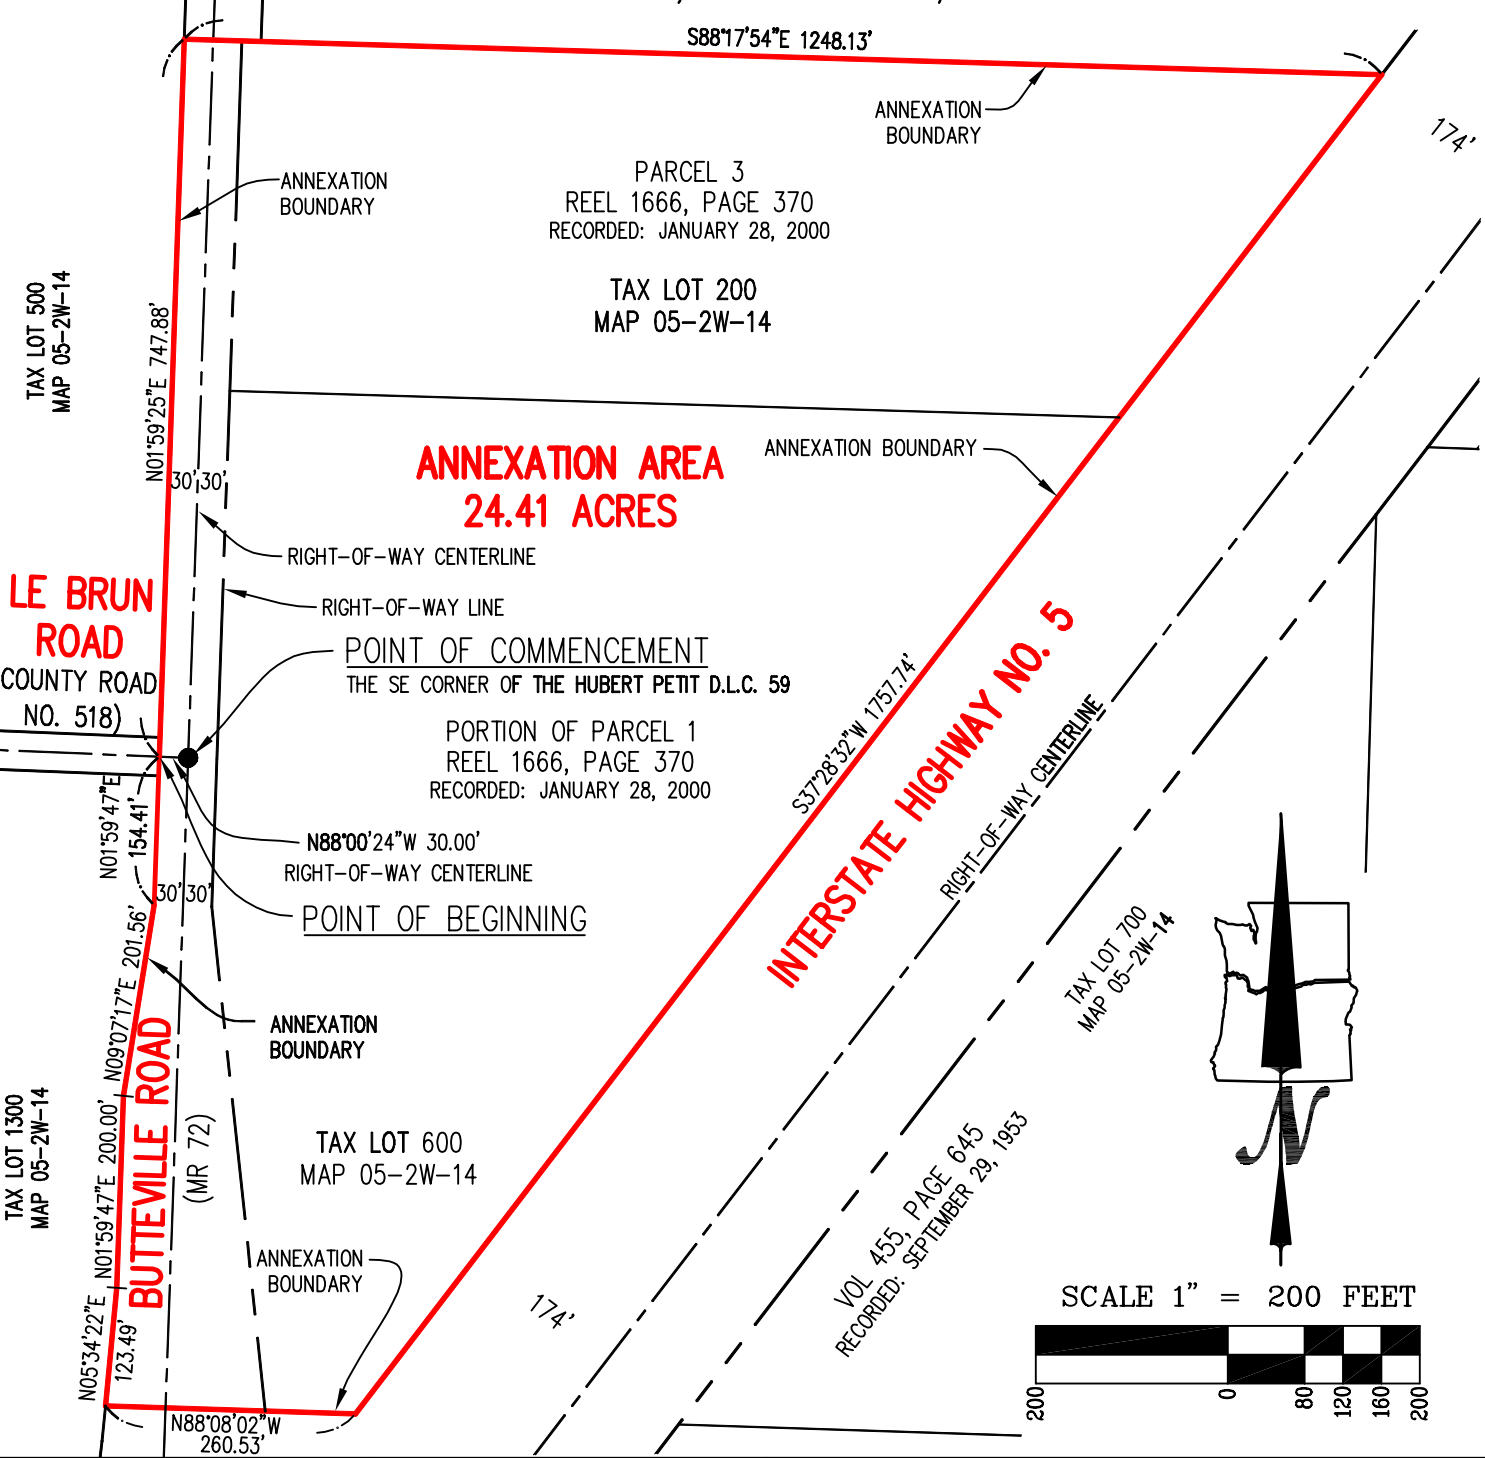 S88°17'54"E 1248.13'
ANNEXATION
BOUNDARY
174'
ANNEXATION
BOUNDARY
PARCEL 3
REEL 1666, PAGE 370
RECORDED: JANUARY 28, 2000
TAX LOT 200
MAP 05-2W-14
TAX LOT 500
MAP 05-2W-14
N01°59'25"E 747.88'
30' 30'
ANNEXATION AREA
24.41 ACRES
ANNEXATION BOUNDARY
RIGHT-OF-WAY CENTERLINE
RIGHT-OF-WAY LINE
LE BRUN
ROAD
COUNTY ROAD
NO. 518)
POINT OF COMMENCEMENT
THE SE CORNER OF THE HUBERT PETIT D.L.C. 59
PORTION OF PARCEL 1
REEL 1666, PAGE 370
RECORDED: JANUARY 28, 2000
S37°28'32"W 1757.74'
INTERSTATE HIGHWAY NO. 5
RIGHT-OF-WAY CENTERLINE
N01°59'47"E
154.41'
N88°00'24"W 30.00'
RIGHT-OF-WAY CENTERLINE
30' 30'
POINT OF BEGINNING
N09°07'17"E 201.56'
ANNEXATION
BOUNDARY
TAX LOT 700
MAP 05-2W-14
BUTTEVILLE ROAD
(MR 72)
TAX LOT 1300
MAP 05-2W-14
N01°59'47"E 200.00'
TAX LOT 600
MAP 05-2W-14
VOL 455, PAGE 645
RECORDED: SEPTEMBER 29, 1953
N
ANNEXATION
BOUNDARY
174'
N05°34'22"E
123.49'
N88°08'02"W
260.53'
SCALE 1" = 200 FEET
200 0 80 120 160 200